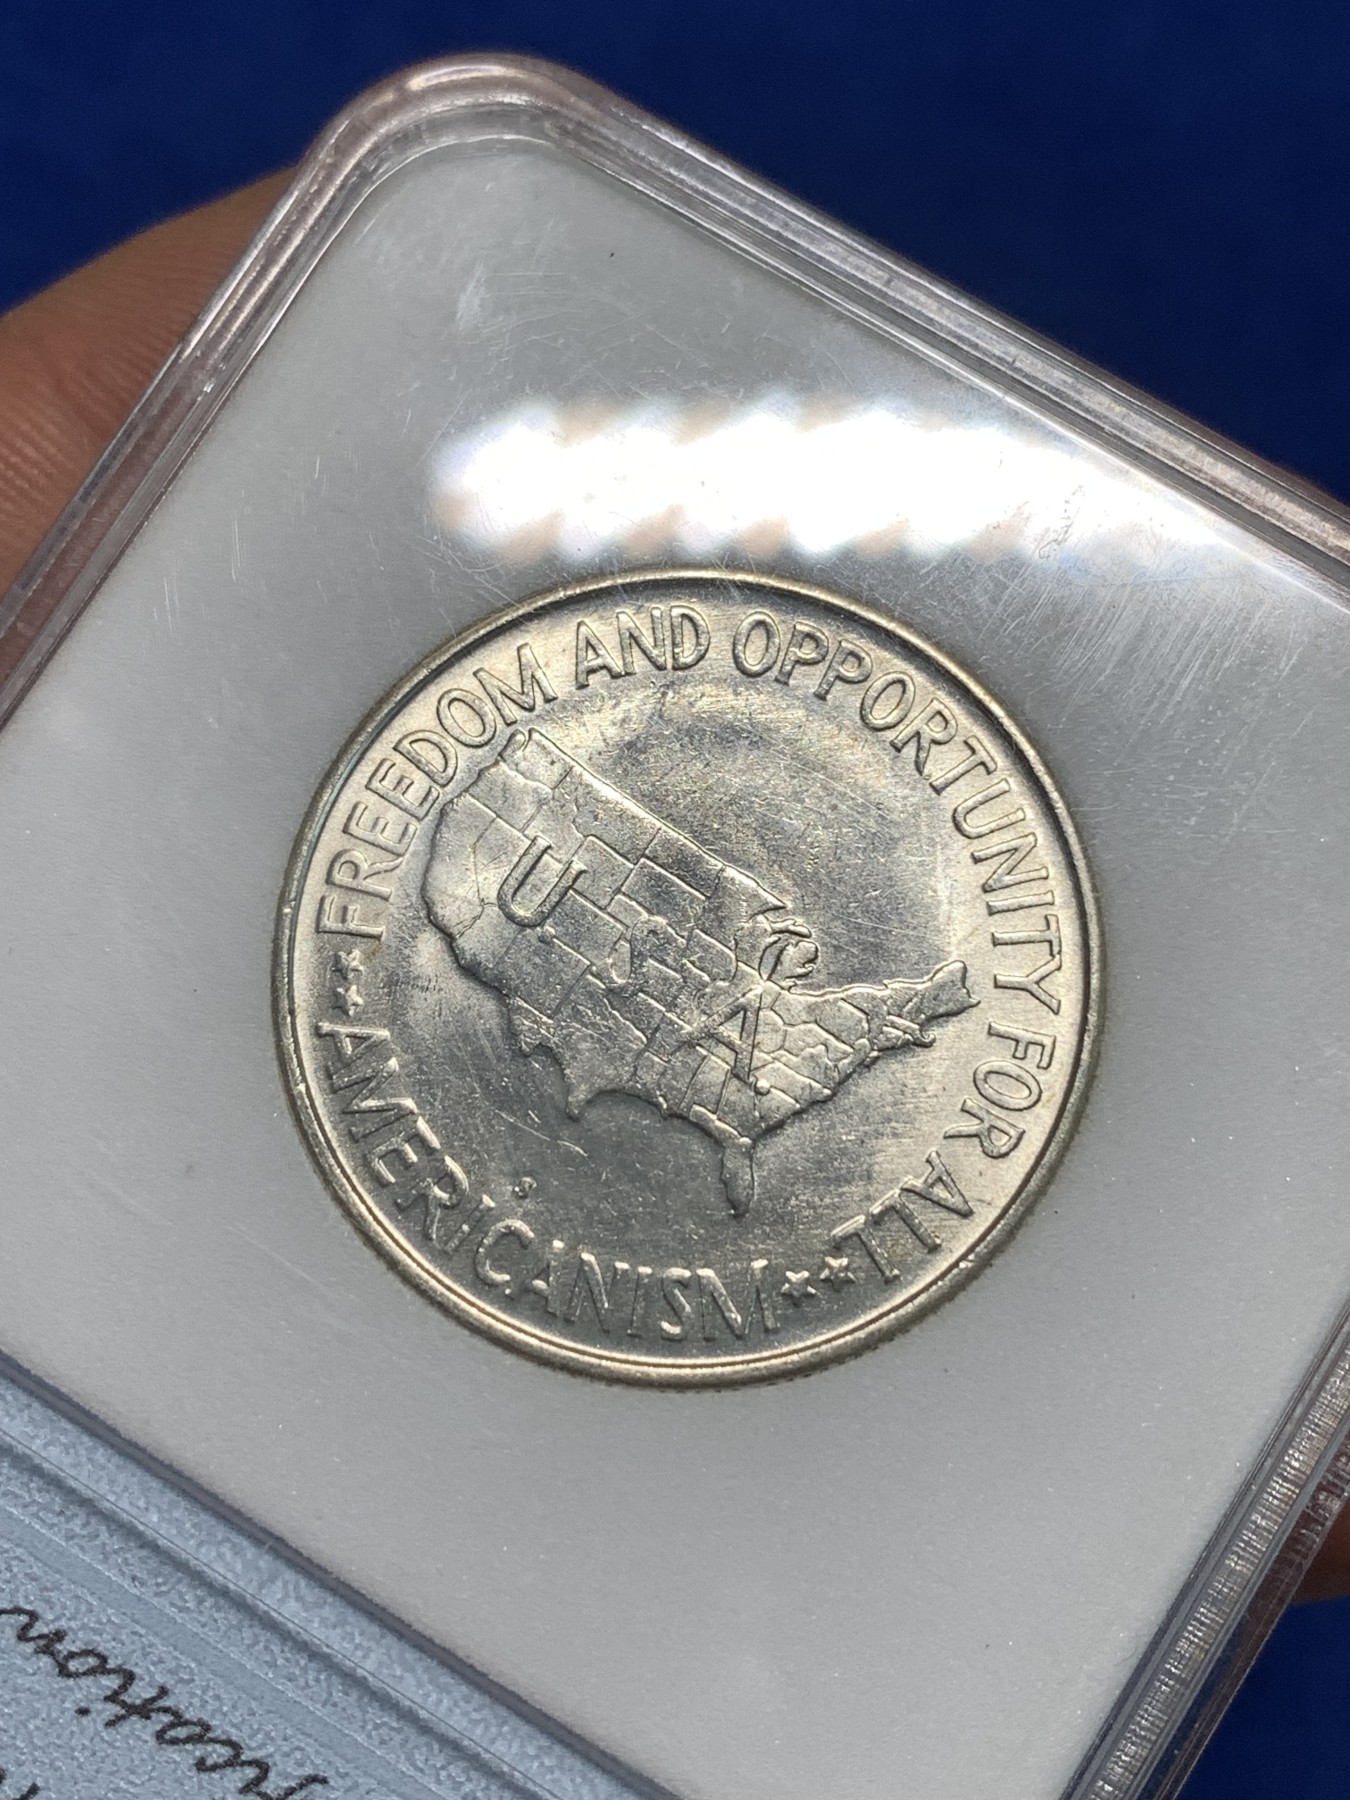 FREEDOM AND OPPORTUNITY FOR ALL
U.S.A.
S
**AMERICANISM**